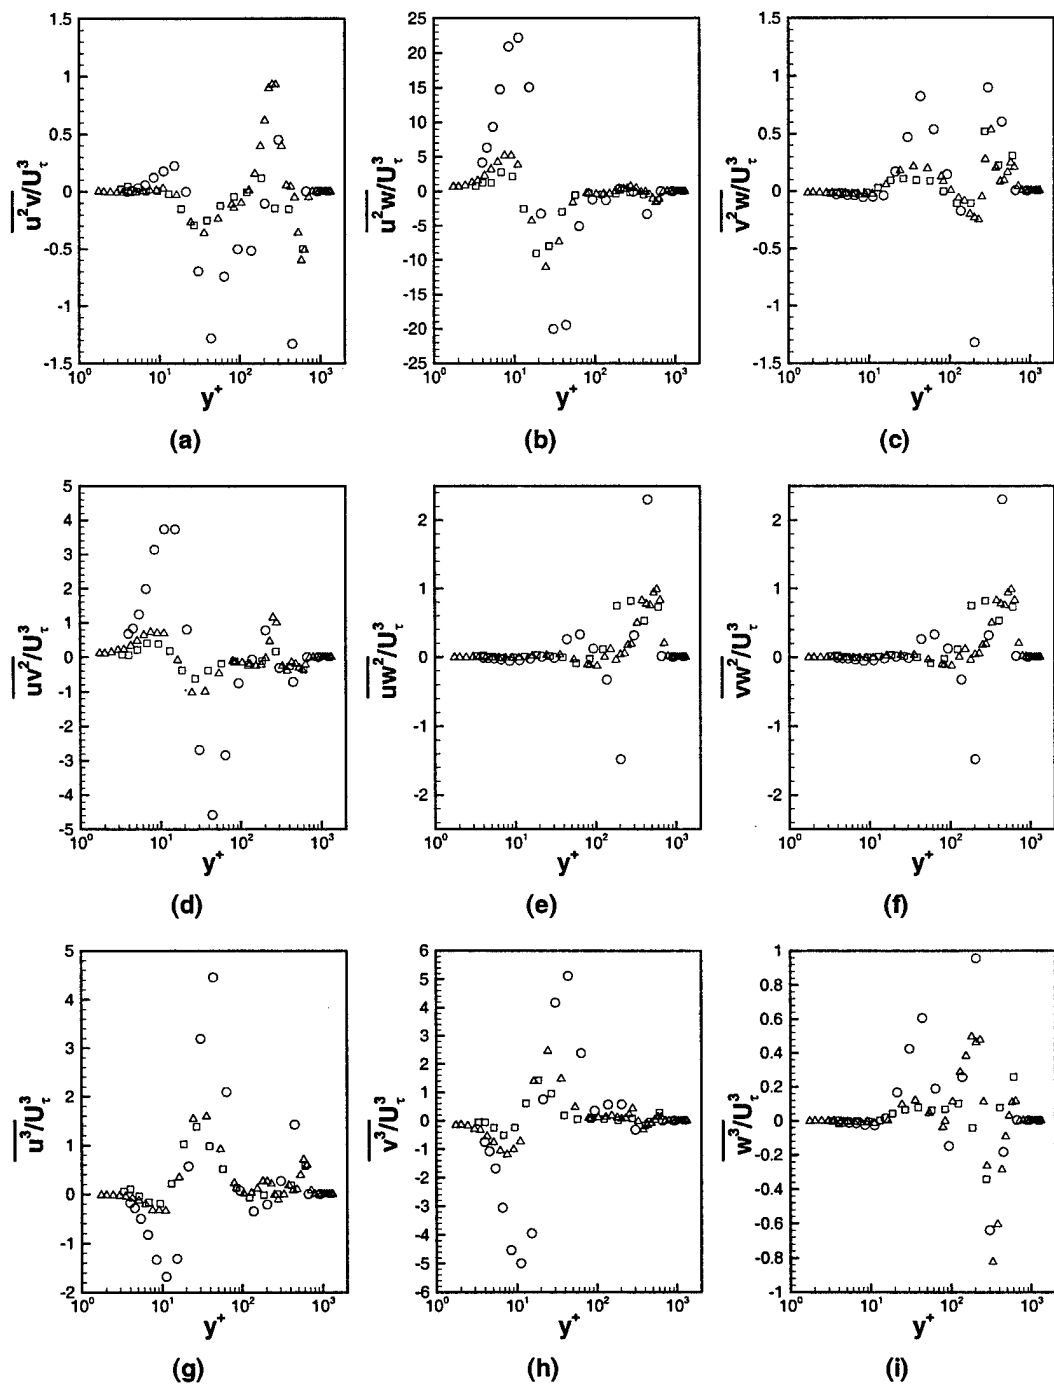 1.5
1
0.5
0
-0.5
-1
-1.5
10⁰ 10¹ 10² 10³
u²v/U³τ
y⁺
(a)
25
20
15
10
5
0
-5
-10
-15
-20
-25
10⁰ 10¹ 10² 10³
u²w/U³τ
y⁺
(b)
1.5
1
0.5
0
-0.5
-1
-1.5
10⁰ 10¹ 10² 10³
v²w/U³τ
y⁺
(c)
5
4
3
2
1
0
-1
-2
-3
-4
-5
10⁰ 10¹ 10² 10³
uv²/U³τ
y⁺
(d)
2
1
0
-1
-2
10⁰ 10¹ 10² 10³
uw²/U³τ
y⁺
(e)
2
1
0
-1
-2
10⁰ 10¹ 10² 10³
vw²/U³τ
y⁺
(f)
5
4
3
2
1
0
-1
-2
10⁰ 10¹ 10² 10³
u³/U³τ
y⁺
(g)
6
5
4
3
2
1
0
-1
-2
-3
-4
-5
-6
10⁰ 10¹ 10² 10³
v³/U³τ
y⁺
(h)
1
0.8
0.6
0.4
0.2
0
-0.2
-0.4
-0.6
-0.8
-1
10⁰ 10¹ 10² 10³
w³/U³τ
y⁺
(i)